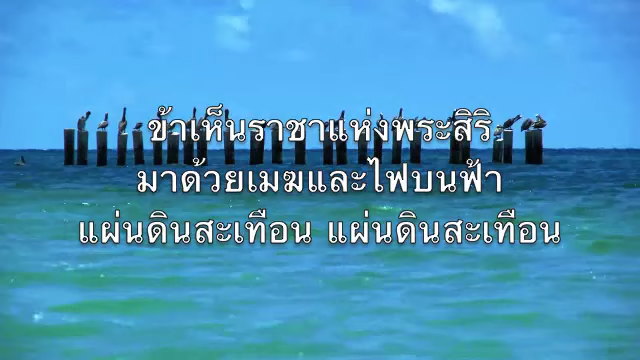 ข้าเห็นราชาแห่งพระสิริ
มาด้วยเมฆและไฟบนฟ้า
แผ่นดินสะเทือน แผ่นดินสะเทือน